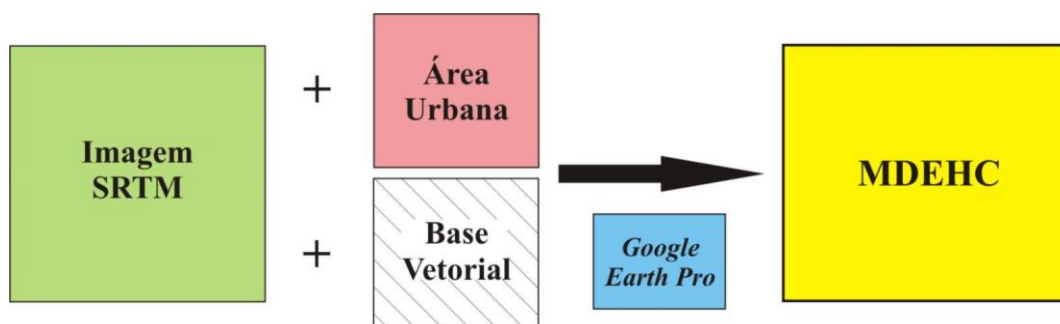 Imagem
SRTM
+
Área
Urbana
+
Base
Vetorial
Google
Earth Pro
MDEHC